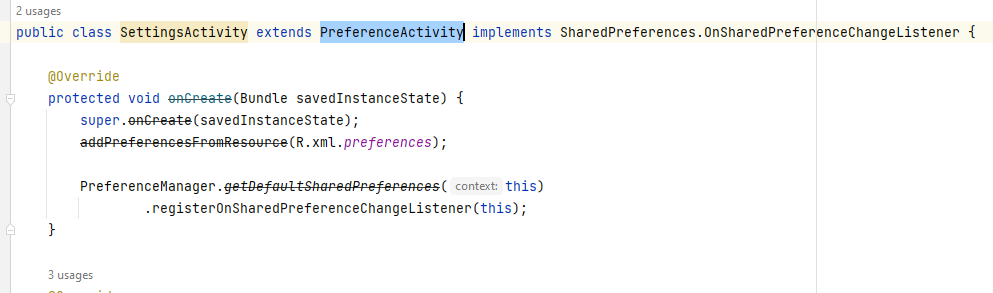 2 usages
public class SettingsActivity extends PreferenceActivity implements SharedPreferences.OnSharedPreferenceChangeListener {
@Override
protected void onCreate(Bundle savedInstanceState) {
super.onCreate(savedInstanceState);
addPreferencesFromResource(R.xml.preferences);
PreferenceManager.getDefaultSharedPreferences( context: this)
.registerOnSharedPreferenceChangeListener(this);
}
3 usages